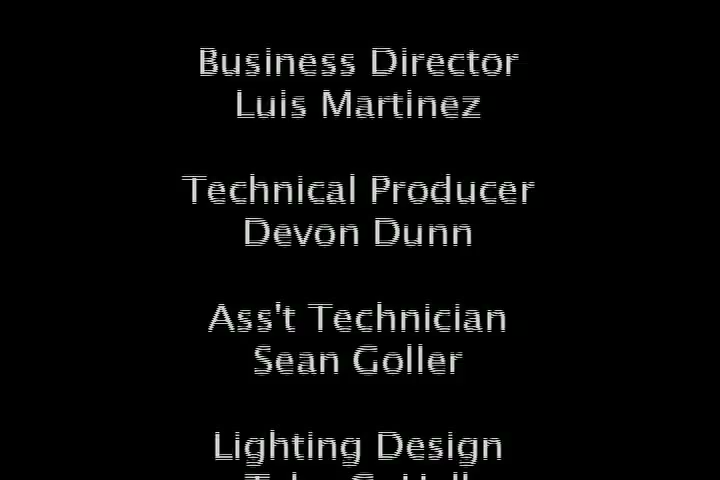 Business Director
Luis Martinez
Technical Producer
Devon Dunn
Ass't Technician
Sean Goller
Lighting Design